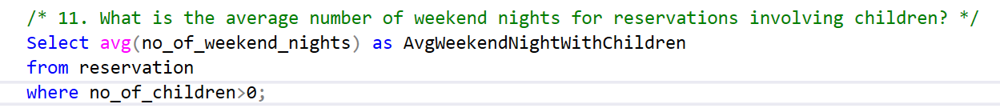 /* 11. What is the average number of weekend nights for reservations involving children? */
Select avg(no_of_weekend_nights) as AvgWeekendNightWithChildren
from reservation
where no_of_children>0;